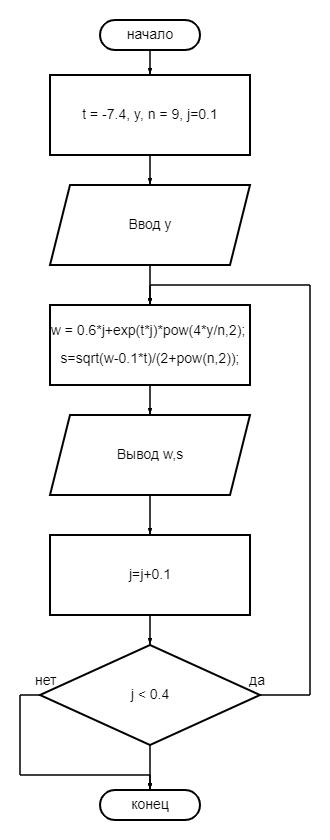 начало
t = -7.4, y, n = 9, j=0.1
Ввод y
w = 0.6*j+exp(t*j)*pow(4*y/n,2);
s=sqrt(w-0.1*t)/(2+pow(n,2));
Вывод w,s
j=j+0.1
нет
да
j < 0.4
конец